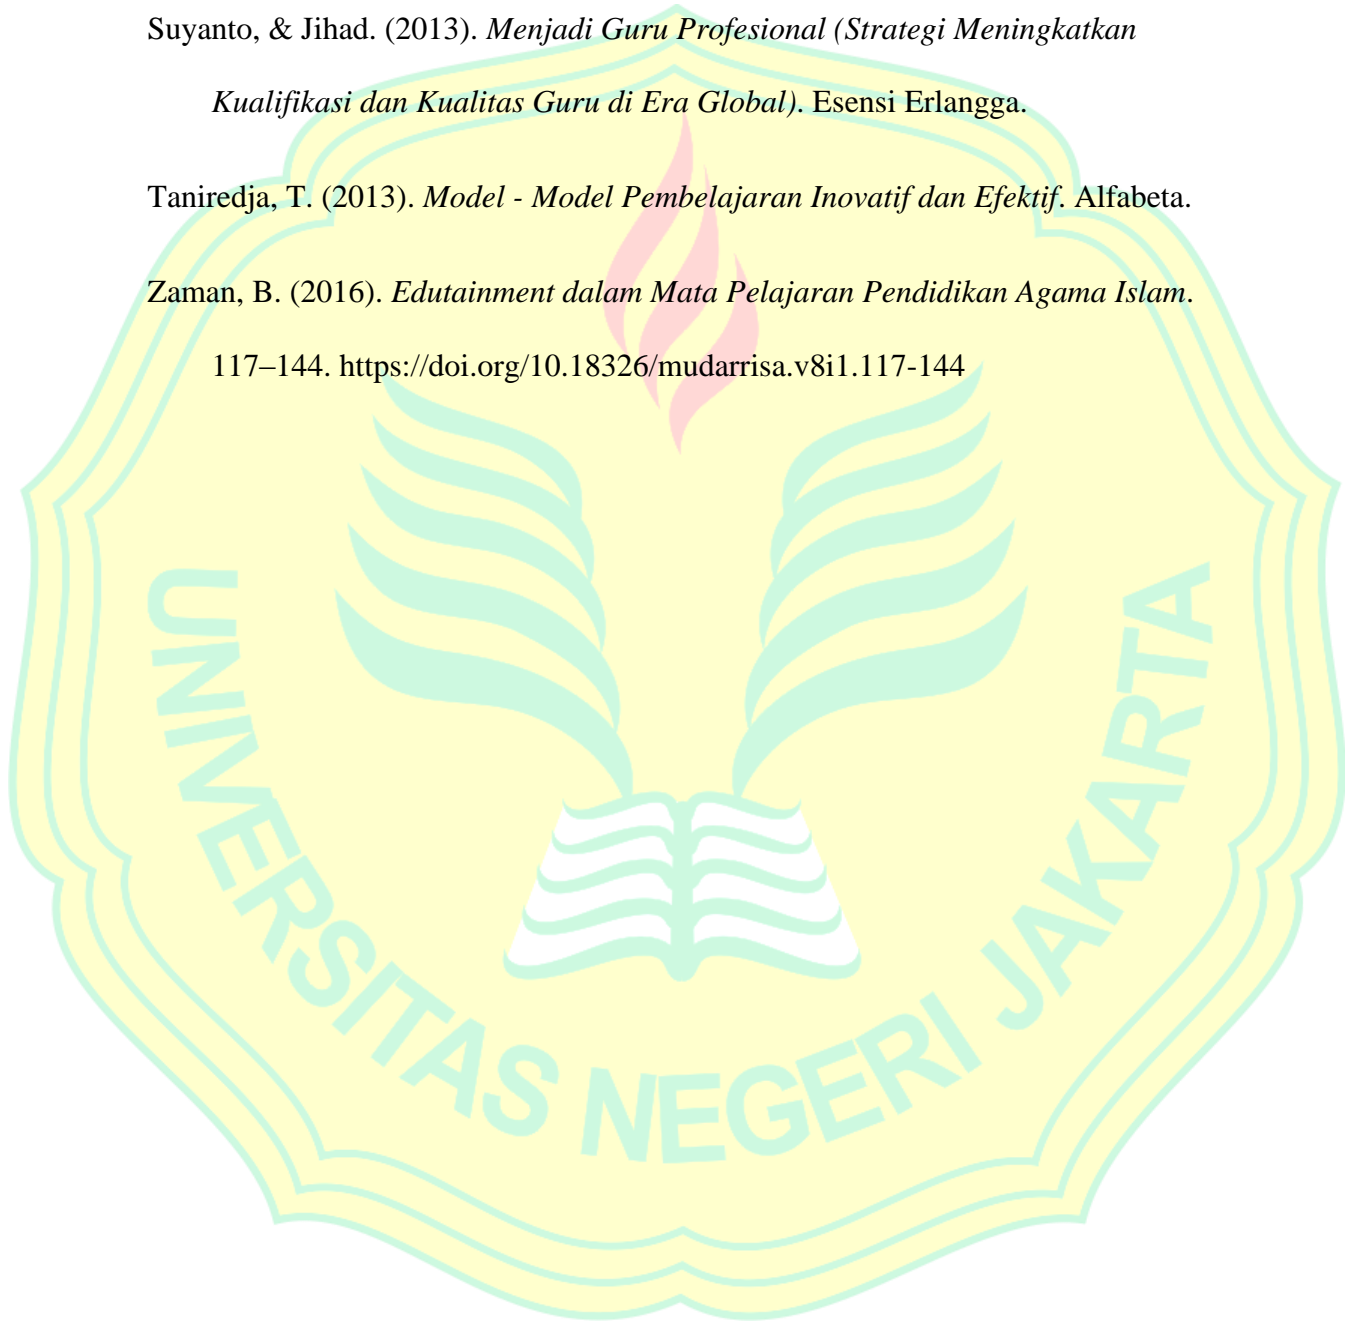 Suyanto, & Jihad. (2013). Menjadi Guru Profesional (Strategi Meningkatkan
Kualifikasi dan Kualitas Guru di Era Global). Esensi Erlangga.
Taniredja, T. (2013). Model - Model Pembelajaran Inovatif dan Efektif. Alfabeta.
Zaman, B. (2016). Edutainment dalam Mata Pelajaran Pendidikan Agama Islam.
117–144. https://doi.org/10.18326/mudarrisa.v8i1.117-144
UNIVERSITAS NEGERI JAKARTA